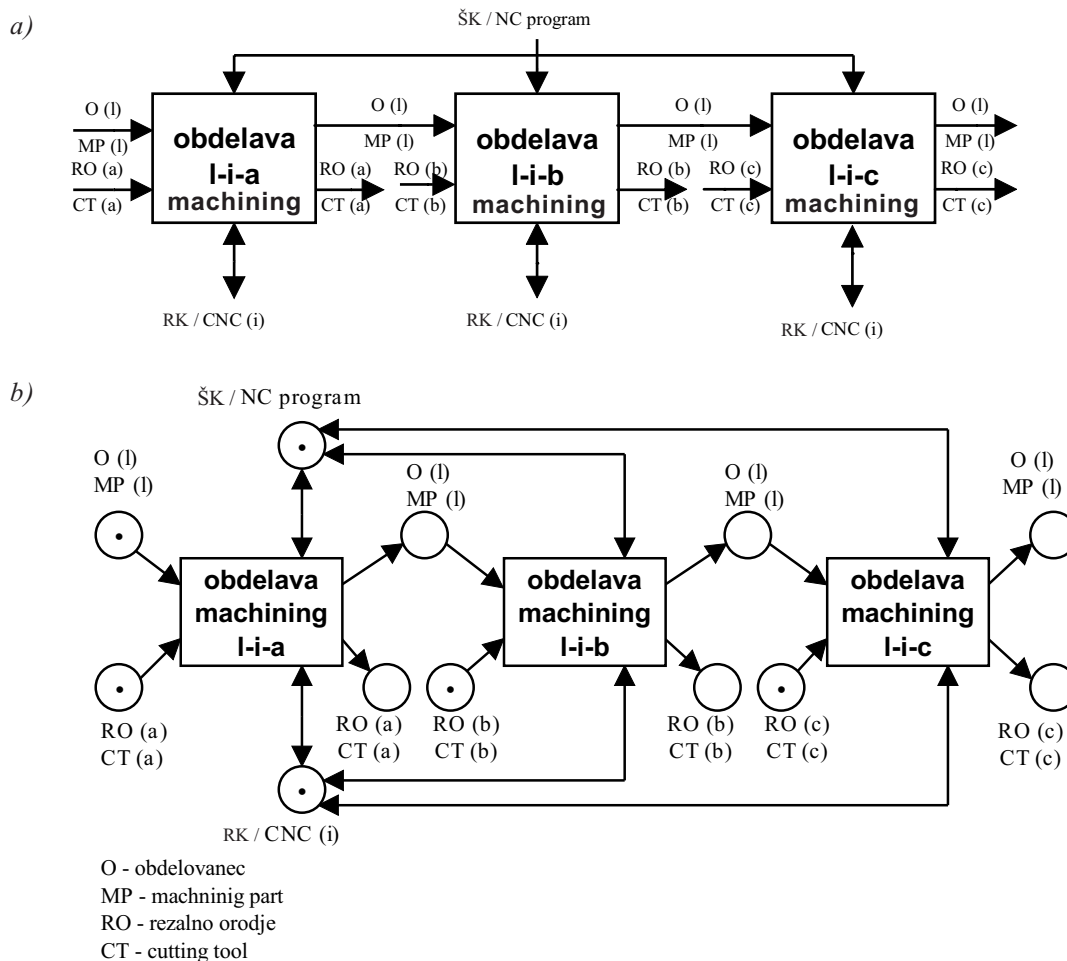 a)
ŠK / NC program
O (l)
MP (l)
RO (a)
CT (a)
obdelava
l-i-a
machining
O (l)
MP (l)
RO (a)
CT (a)
RO (b)
CT (b)
obdelava
l-i-b
machining
O (l)
MP (l)
RO (b)
CT (b)
RO (c)
CT (c)
obdelava
l-i-c
machining
O (l)
MP (l)
RO (c)
CT (c)
RK / CNC (i)
RK / CNC (i)
RK / CNC (i)
b)
ŠK / NC program
O (l)
MP (l)
O (l)
MP (l)
O (l)
MP (l)
O (l)
MP (l)
obdelava
machining
l-i-a
obdelava
machining
l-i-b
obdelava
machining
l-i-c
RO (a)
CT (a)
RO (a)
CT (a)
RO (b)
CT (b)
RO (b)
CT (b)
RO (c)
CT (c)
RO (c)
CT (c)
RK / CNC (i)
O - obdelovanec
MP - machninig part
RO - rezalno orodje
CT - cutting tool